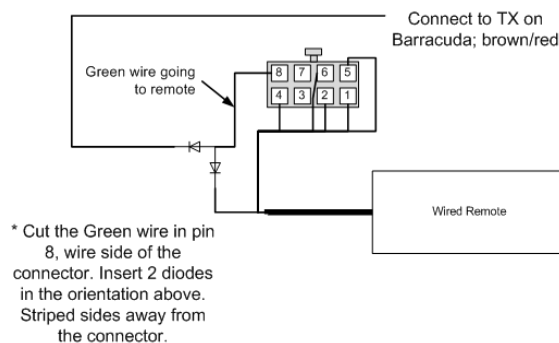 Connect to TX on
Barracuda; brown/red
Green wire going
to remote
8 7 6 5
4 3 2 1
Wired Remote
* Cut the Green wire in pin
8, wire side of the
connector. Insert 2 diodes
in the orientation above.
Striped sides away from
the connector.